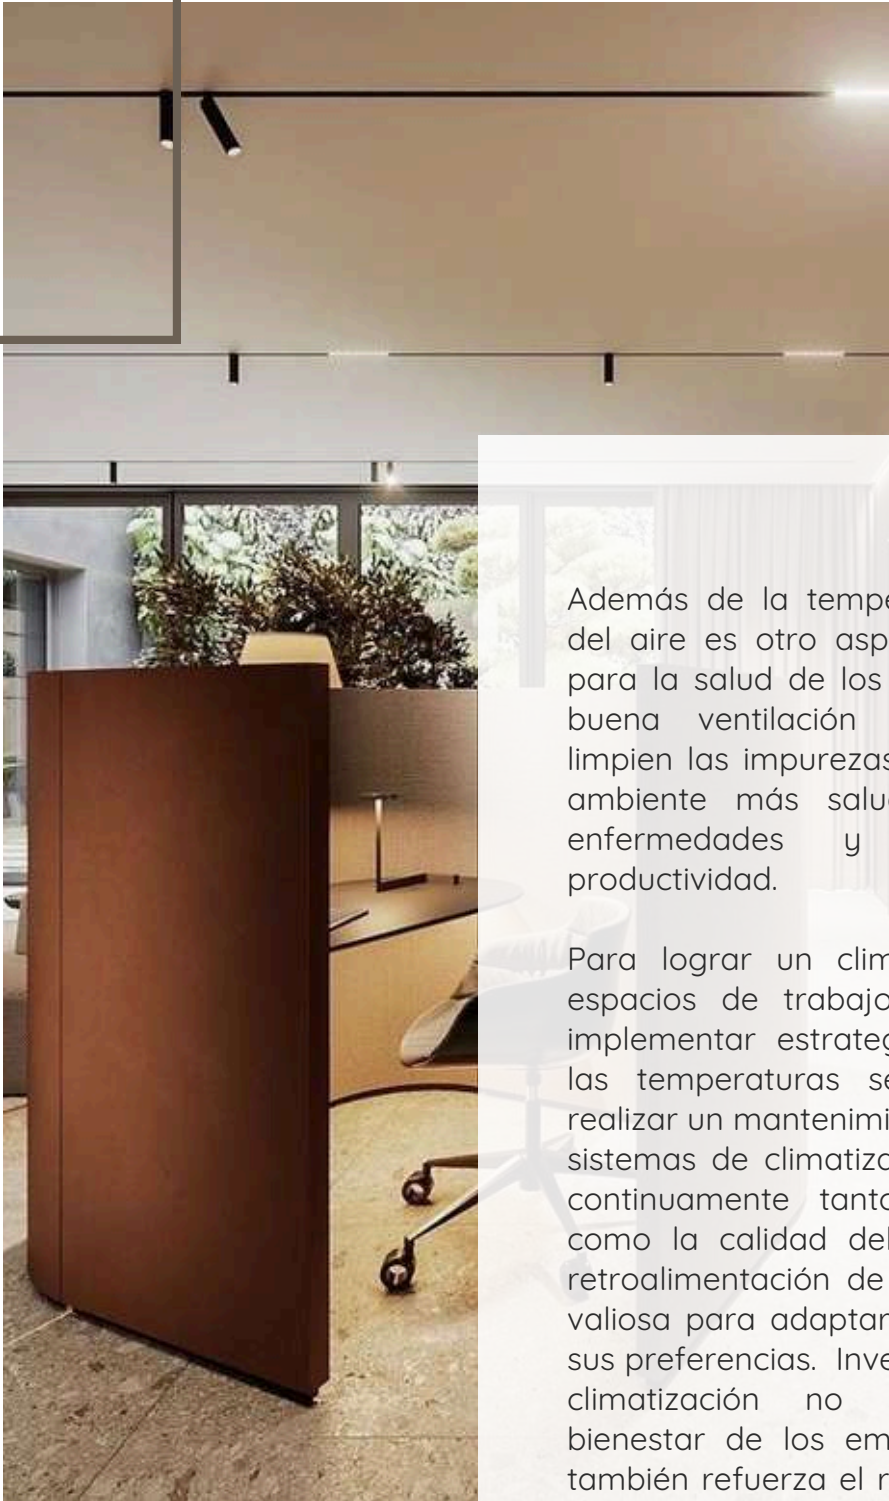 Además de la tempe
del aire es otro asp
para la salud de los
buena ventilación
limpien las impurezas
ambiente más salu
enfermedades y
productividad.
Para lograr un clim
espacios de trabajo
implementar estrateg
las temperaturas se
realizar un mantenimi
sistemas de climatiza
continuamente tanto
como la calidad del
retroalimentación de
valiosa para adaptar
sus preferencias. Inve
climatización no
bienestar de los em
también refuerza el r